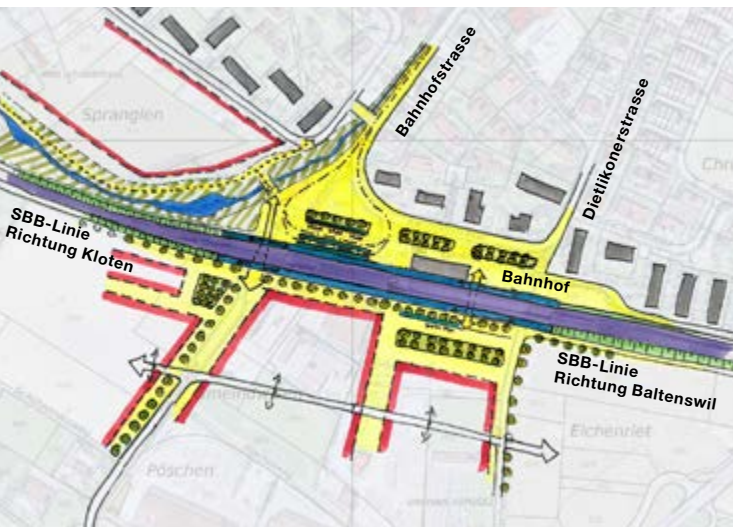 Bahnhofstrasse
Dietlikonerstrasse
Spranglen
SBB-Linie
Richtung Kloten
Bahnhof
SBB-Linie
Richtung Baltenswil
Eichenriet
Pöschen